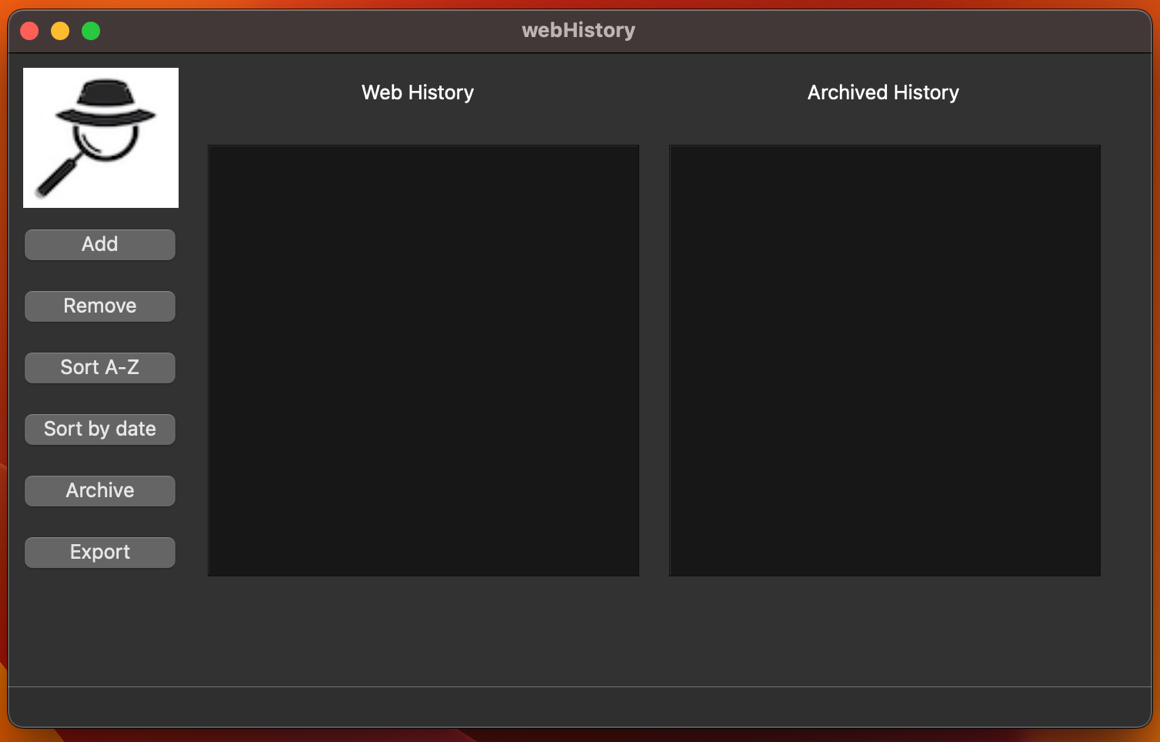 webHistory
Web History
Archived History
Add
Remove
Sort A-Z
Sort by date
Archive
Export